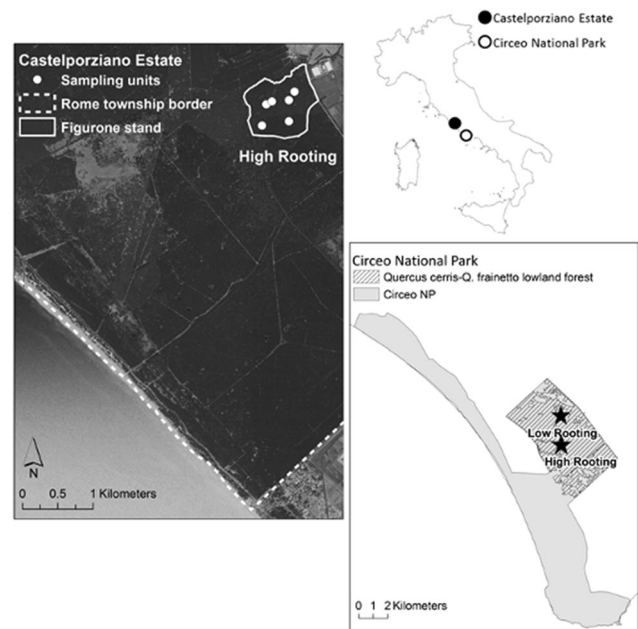 Castelporziano Estate
Sampling units
Rome township border
Figurone stand
High Rooting
N
0 0.5 1 Kilometers
Castelporziano Estate
Circeo National Park
Circeo National Park
Quercus cerris-Q. frainetto lowland forest
Circeo NP
Low Rooting
High Rooting
0 1 2 Kilometers